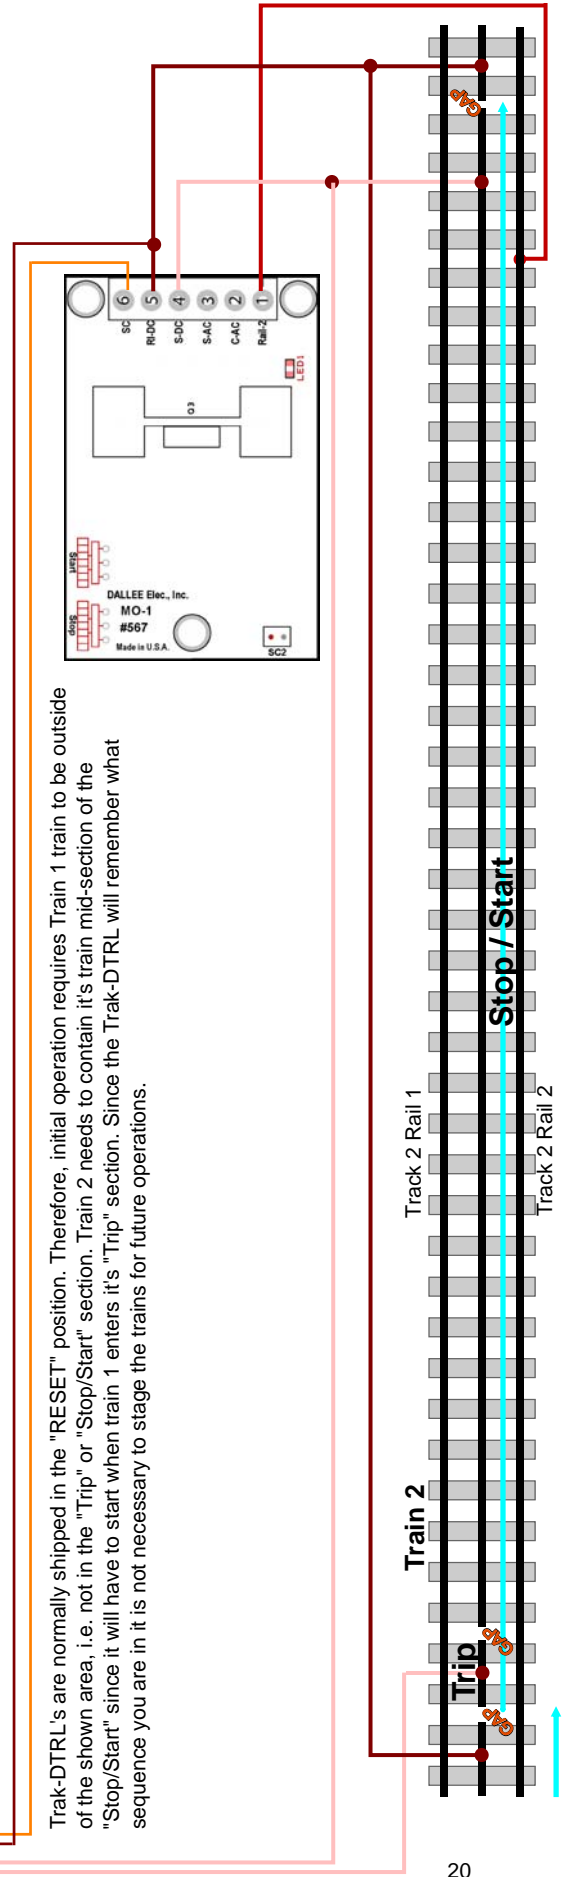 GAP
6
5
4
3
2
1
SC
RI-DC
S-DC
S-AC
C-AC
Rail-2
LED1
Q3
Start
Stop
DALLEE Elec., Inc.
MO-1
#567
Made in U.S.A.
SC2
Trak-DTRL's are normally shipped in the "RESET" position. Therefore, initial operation requires Train 1 train to be outside
of the shown area, i.e. not in the "Trip" or "Stop/Start" section. Train 2 needs to contain it's train mid-section of the
"Stop/Start" since it will have to start when train 1 enters it's "Trip" section. Since the Trak-DTRL will remember what
sequence you are in it is not necessary to stage the trains for future operations.
Stop / Start
Track 2 Rail 1
Track 2 Rail 2
Train 2
Trip
GAP
GAP
20